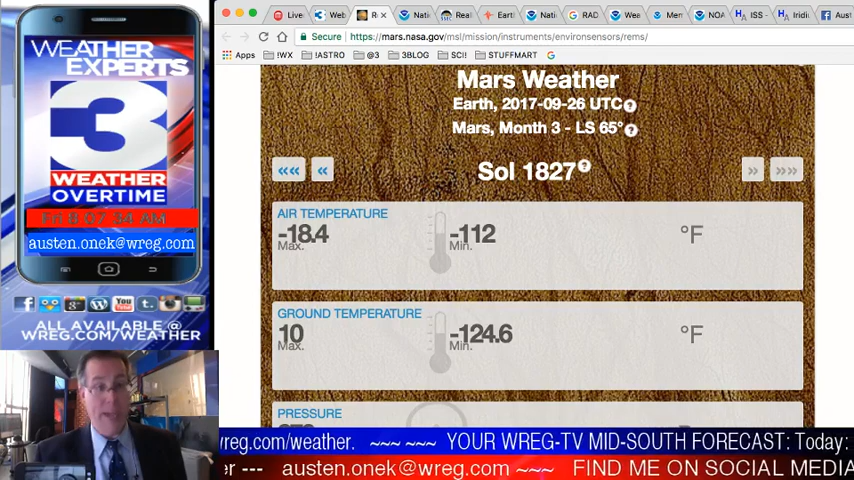 WEATHER
EXPERTS
3
WEATHER
OVERTIME
Fri 8 07 34 AM
austen.onek@wreg.com
ALL AVAILABLE @
WREG.COM/WEATHER
Live
Web
R
Nati
Real
Eart
Nati
RAD
Wea
Mer
NOA
ISS -
Iridiu
Aust
Secure
https://mars.nasa.gov/msl/mission/instruments/environsensors/rems/
Apps !WX !ASTRO @3 3BLOG SCI! STUFFMART
Mars Weather
Earth, 2017-09-26 UTC
Mars, Month 3 - LS 65°
« « Sol 1827 » »»
AIR TEMPERATURE
-18.4 -112 °F
Max. Min.
GROUND TEMPERATURE
10 -124.6 °F
Max. Min.
PRESSURE
reg.com/weather. ~~~ ~~~ YOUR WREG-TV MID-SOUTH FORECAST: Today:
er --- austen.onek@wreg.com ~~~ FIND ME ON SOCIAL MEDIA